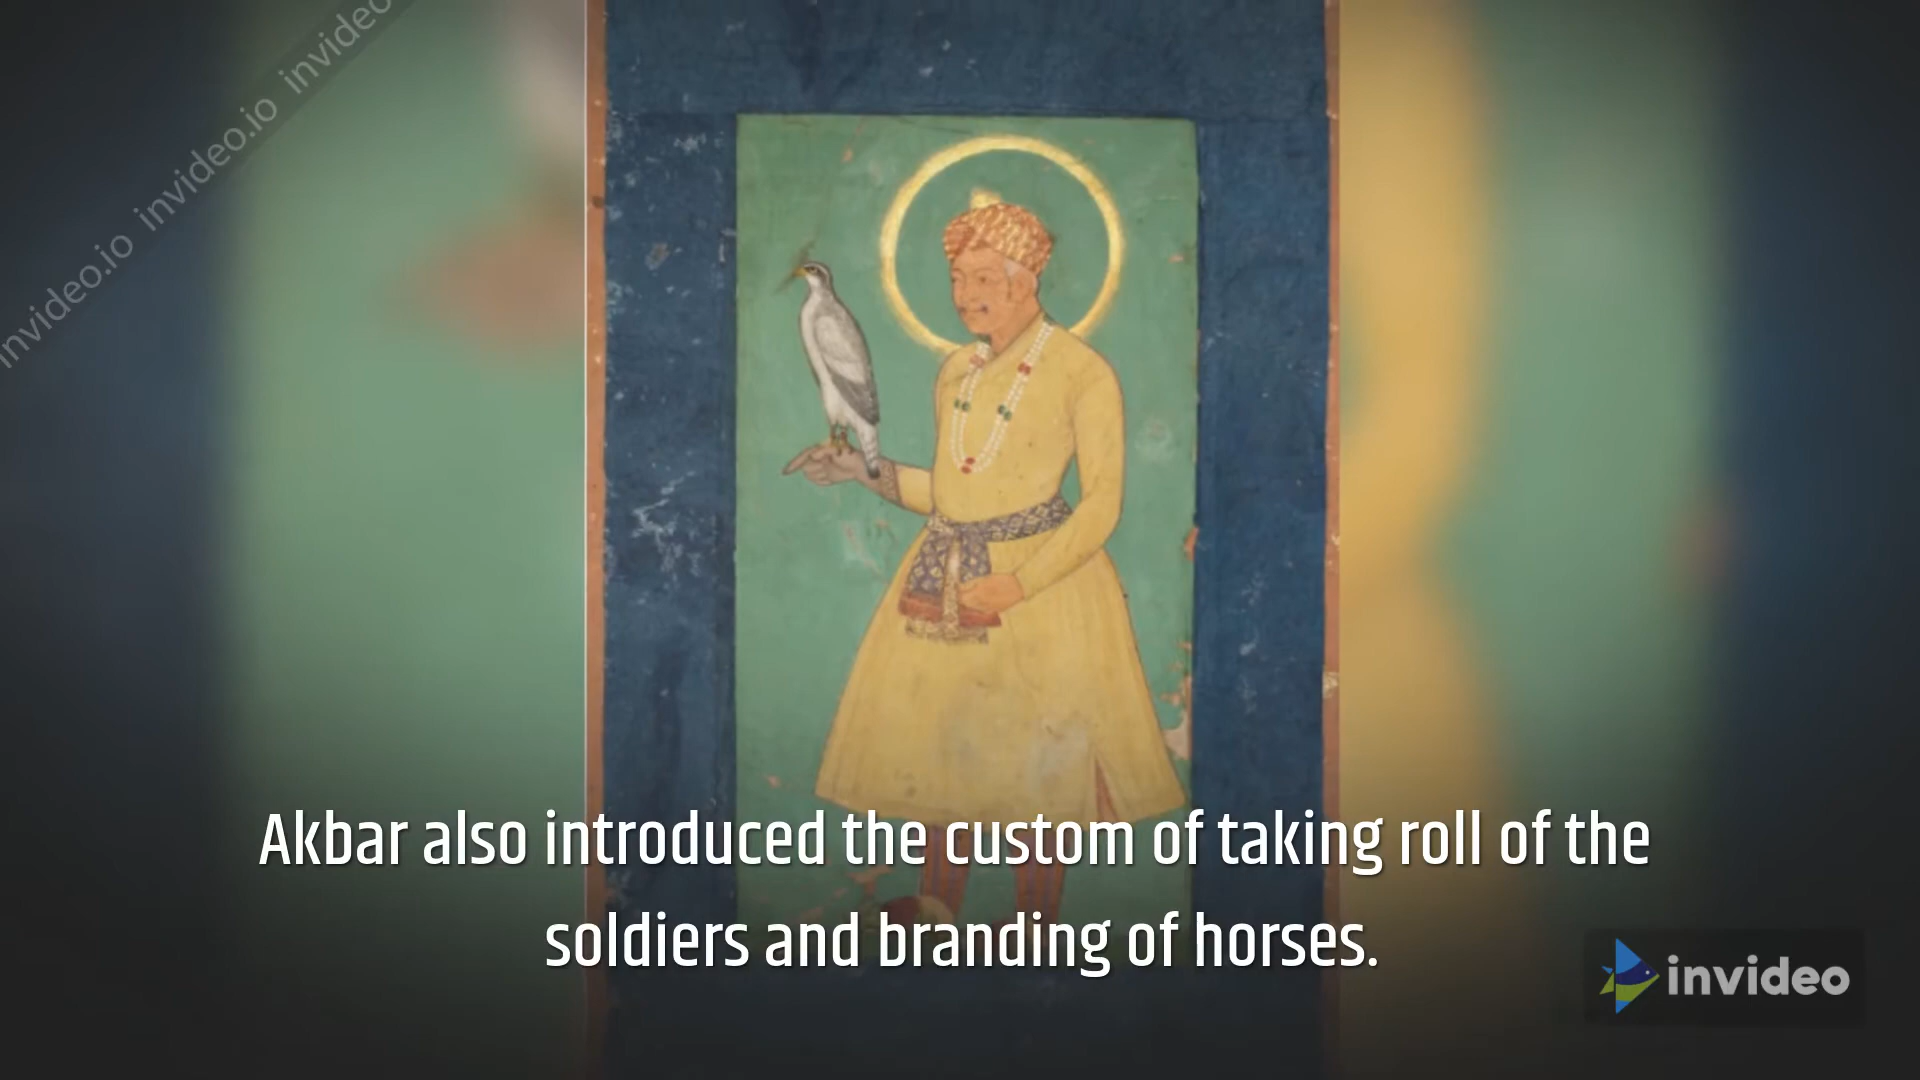 invideo.io invideo.io invideo
Akbar also introduced the custom of taking roll of the
soldiers and branding of horses.
invideo